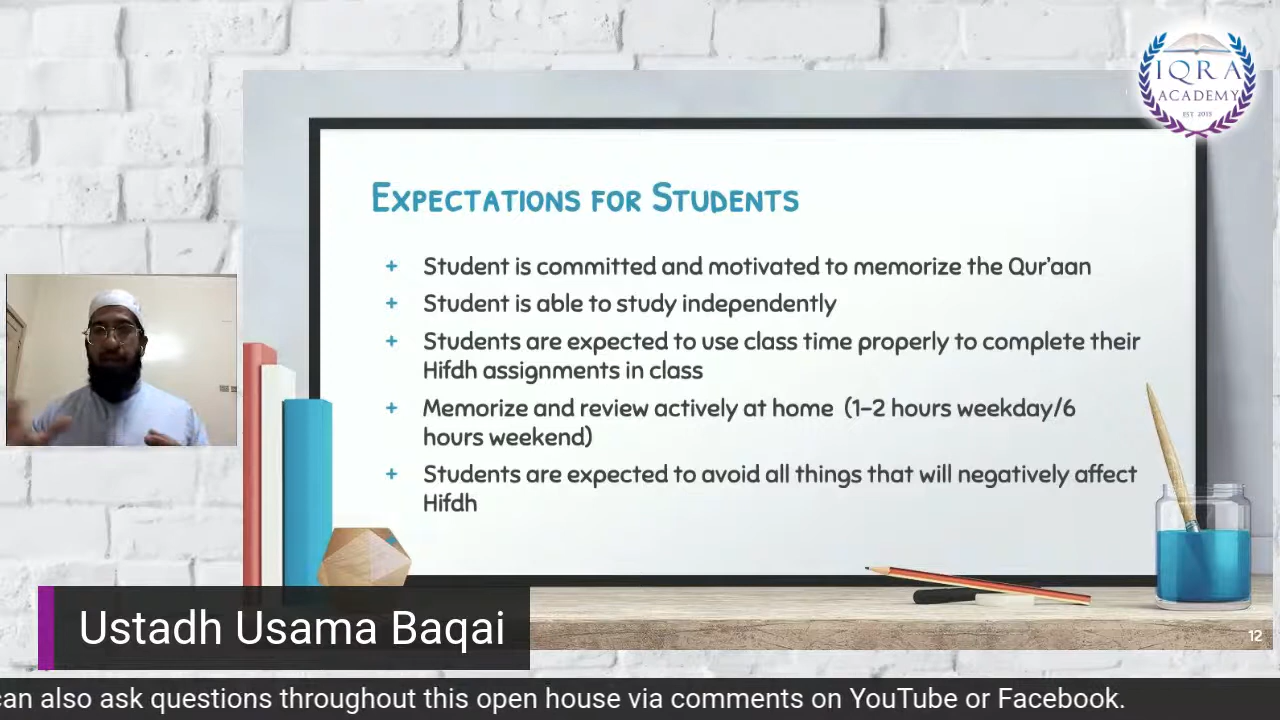 IQRA
ACADEMY
EST 2015
EXPECTATIONS FOR STUDENTS
+ Student is committed and motivated to memorize the Qur'aan
+ Student is able to study independently
+ Students are expected to use class time properly to complete their
Hifdh assignments in class
+ Memorize and review actively at home (1-2 hours weekday/6
hours weekend)
+ Students are expected to avoid all things that will negatively affect
Hifdh
12
Ustadh Usama Baqai
can also ask questions throughout this open house via comments on YouTube or Facebook.